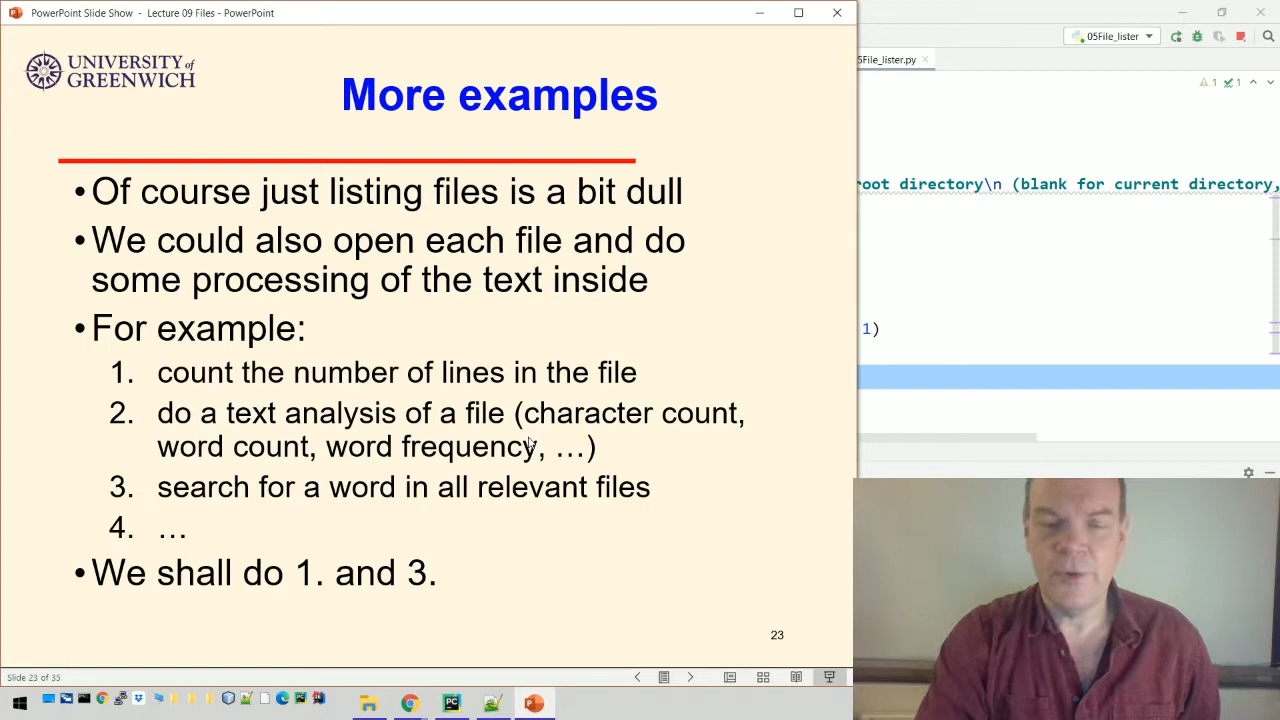 PowerPoint Slide Show - Lecture 09 Files - PowerPoint
UNIVERSITY of
GREENWICH
More examples
•Of course just listing files is a bit dull
•We could also open each file and do
some processing of the text inside
•For example:
1. count the number of lines in the file
2. do a text analysis of a file (character count,
word count, word frequency, …)
3. search for a word in all relevant files
4. …
•We shall do 1. and 3.
23
Slide 23 of 35
05File_lister
5File_lister.py
1 1
root directory\n (blank for current directory,
1)